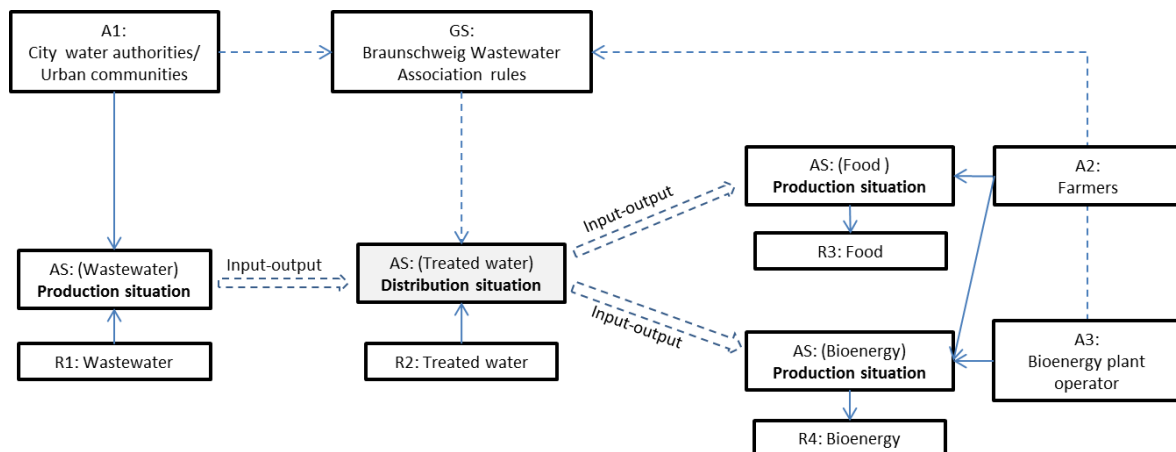 A1:
City water authorities/
Urban communities
GS:
Braunschweig Wastewater
Association rules
AS: (Food )
Production situation
A2:
Farmers
Input-output
R3: Food
AS: (Wastewater)
Production situation
Input-output
AS: (Treated water)
Distribution situation
Input-output
R1: Wastewater
R2: Treated water
AS: (Bioenergy)
Production situation
A3:
Bioenergy plant
operator
R4: Bioenergy